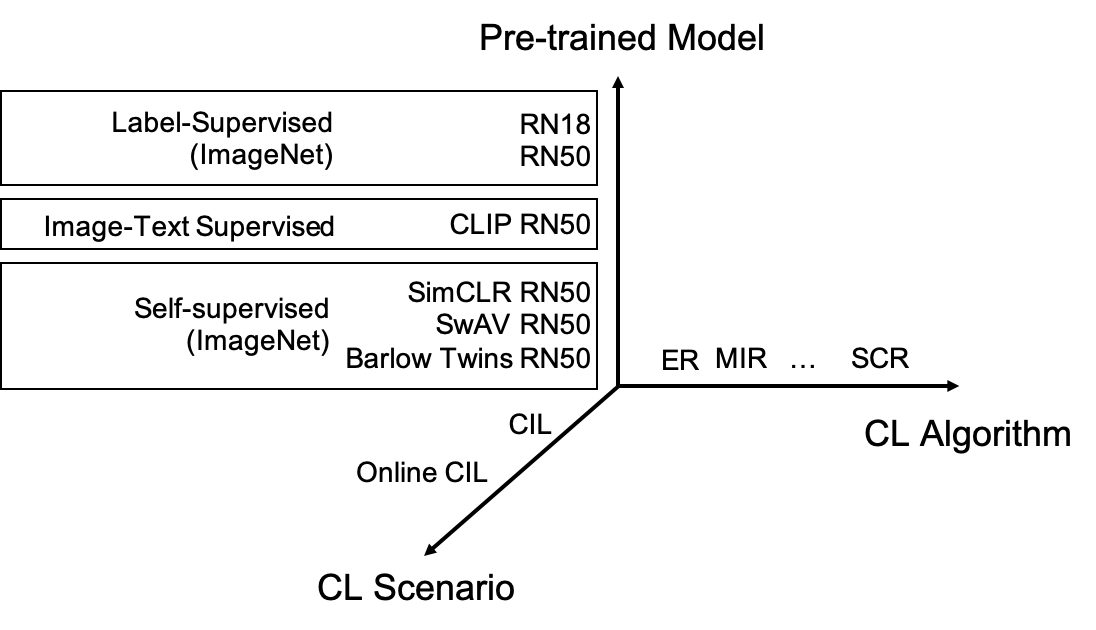 Pre-trained Model
Label-Supervised
(ImageNet)
RN18
RN50
Image-Text Supervised
CLIP RN50
Self-supervised
(ImageNet)
SimCLR RN50
SwAV RN50
Barlow Twins RN50
ER MIR ... SCR
CL Algorithm
CIL
Online CIL
CL Scenario